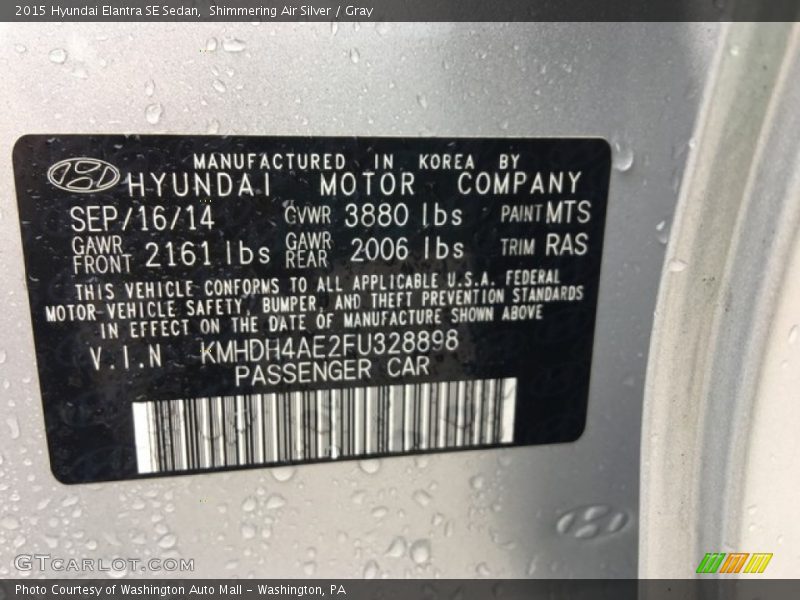 2015 Hyundai Elantra SE Sedan, Shimmering Air Silver / Gray
MANUFACTURED IN KOREA BY
HYUNDAI MOTOR COMPANY
SEP/16/14 GVWR 3880 lbs PAINT MTS
GAWR FRONT 2161 lbs GAWR REAR 2006 lbs TRIM RAS
THIS VEHICLE CONFORMS TO ALL APPLICABLE U.S.A. FEDERAL
MOTOR-VEHICLE SAFETY, BUMPER, AND THEFT PREVENTION STANDARDS
IN EFFECT ON THE DATE OF MANUFACTURE SHOWN ABOVE
V.I.N KMHDH4AE2FU328898
PASSENGER CAR
GTCARLOT.COM
Photo Courtesy of Washington Auto Mall - Washington, PA